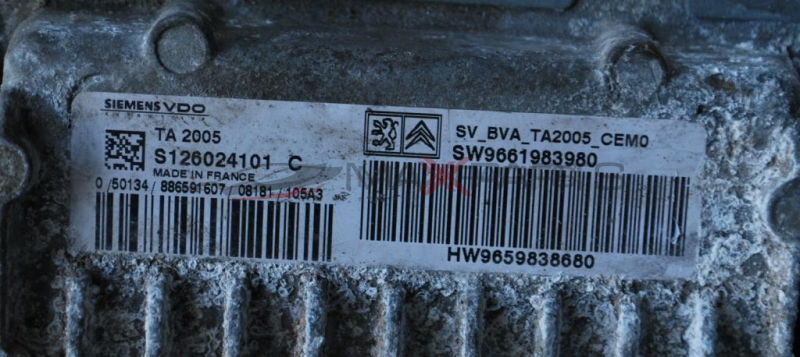 SIEMENS VDO
TA 2005
S126024101 C
MADE IN FRANCE
0/50134/886591607/08181/105A3
SV_BVA_TA2005_CEM0
SW9661983980
HW9659838680